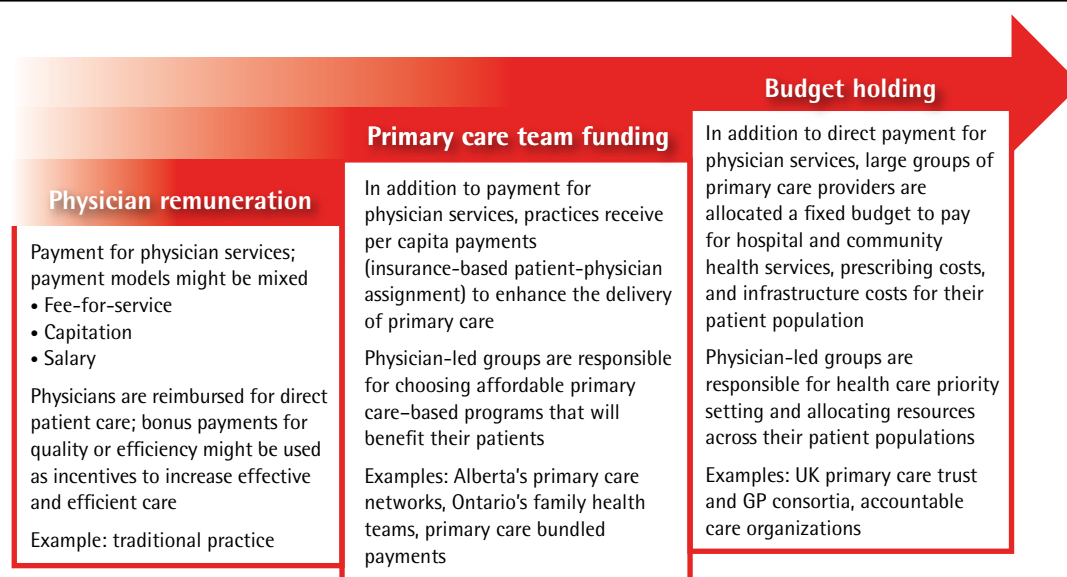 Physician remuneration
Payment for physician services;
payment models might be mixed
• Fee-for-service
• Capitation
• Salary
Physicians are reimbursed for direct
patient care; bonus payments for
quality or efficiency might be used
as incentives to increase effective
and efficient care
Example: traditional practice
Primary care team funding
In addition to payment for
physician services, practices receive
per capita payments
(insurance-based patient-physician
assignment) to enhance the delivery
of primary care
Physician-led groups are responsible
for choosing affordable primary
care–based programs that will
benefit their patients
Examples: Alberta's primary care
networks, Ontario's family health
teams, primary care bundled
payments
Budget holding
In addition to direct payment for
physician services, large groups of
primary care providers are
allocated a fixed budget to pay
for hospital and community
health services, prescribing costs,
and infrastructure costs for their
patient population
Physician-led groups are
responsible for health care priority
setting and allocating resources
across their patient populations
Examples: UK primary care trust
and GP consortia, accountable
care organizations